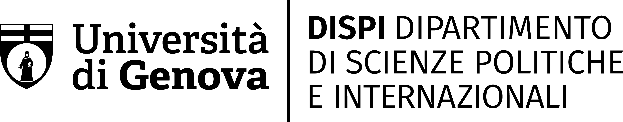 Università
di Genova
DISPI DIPARTIMENTO
DI SCIENZE POLITICHE
E INTERNAZIONALI